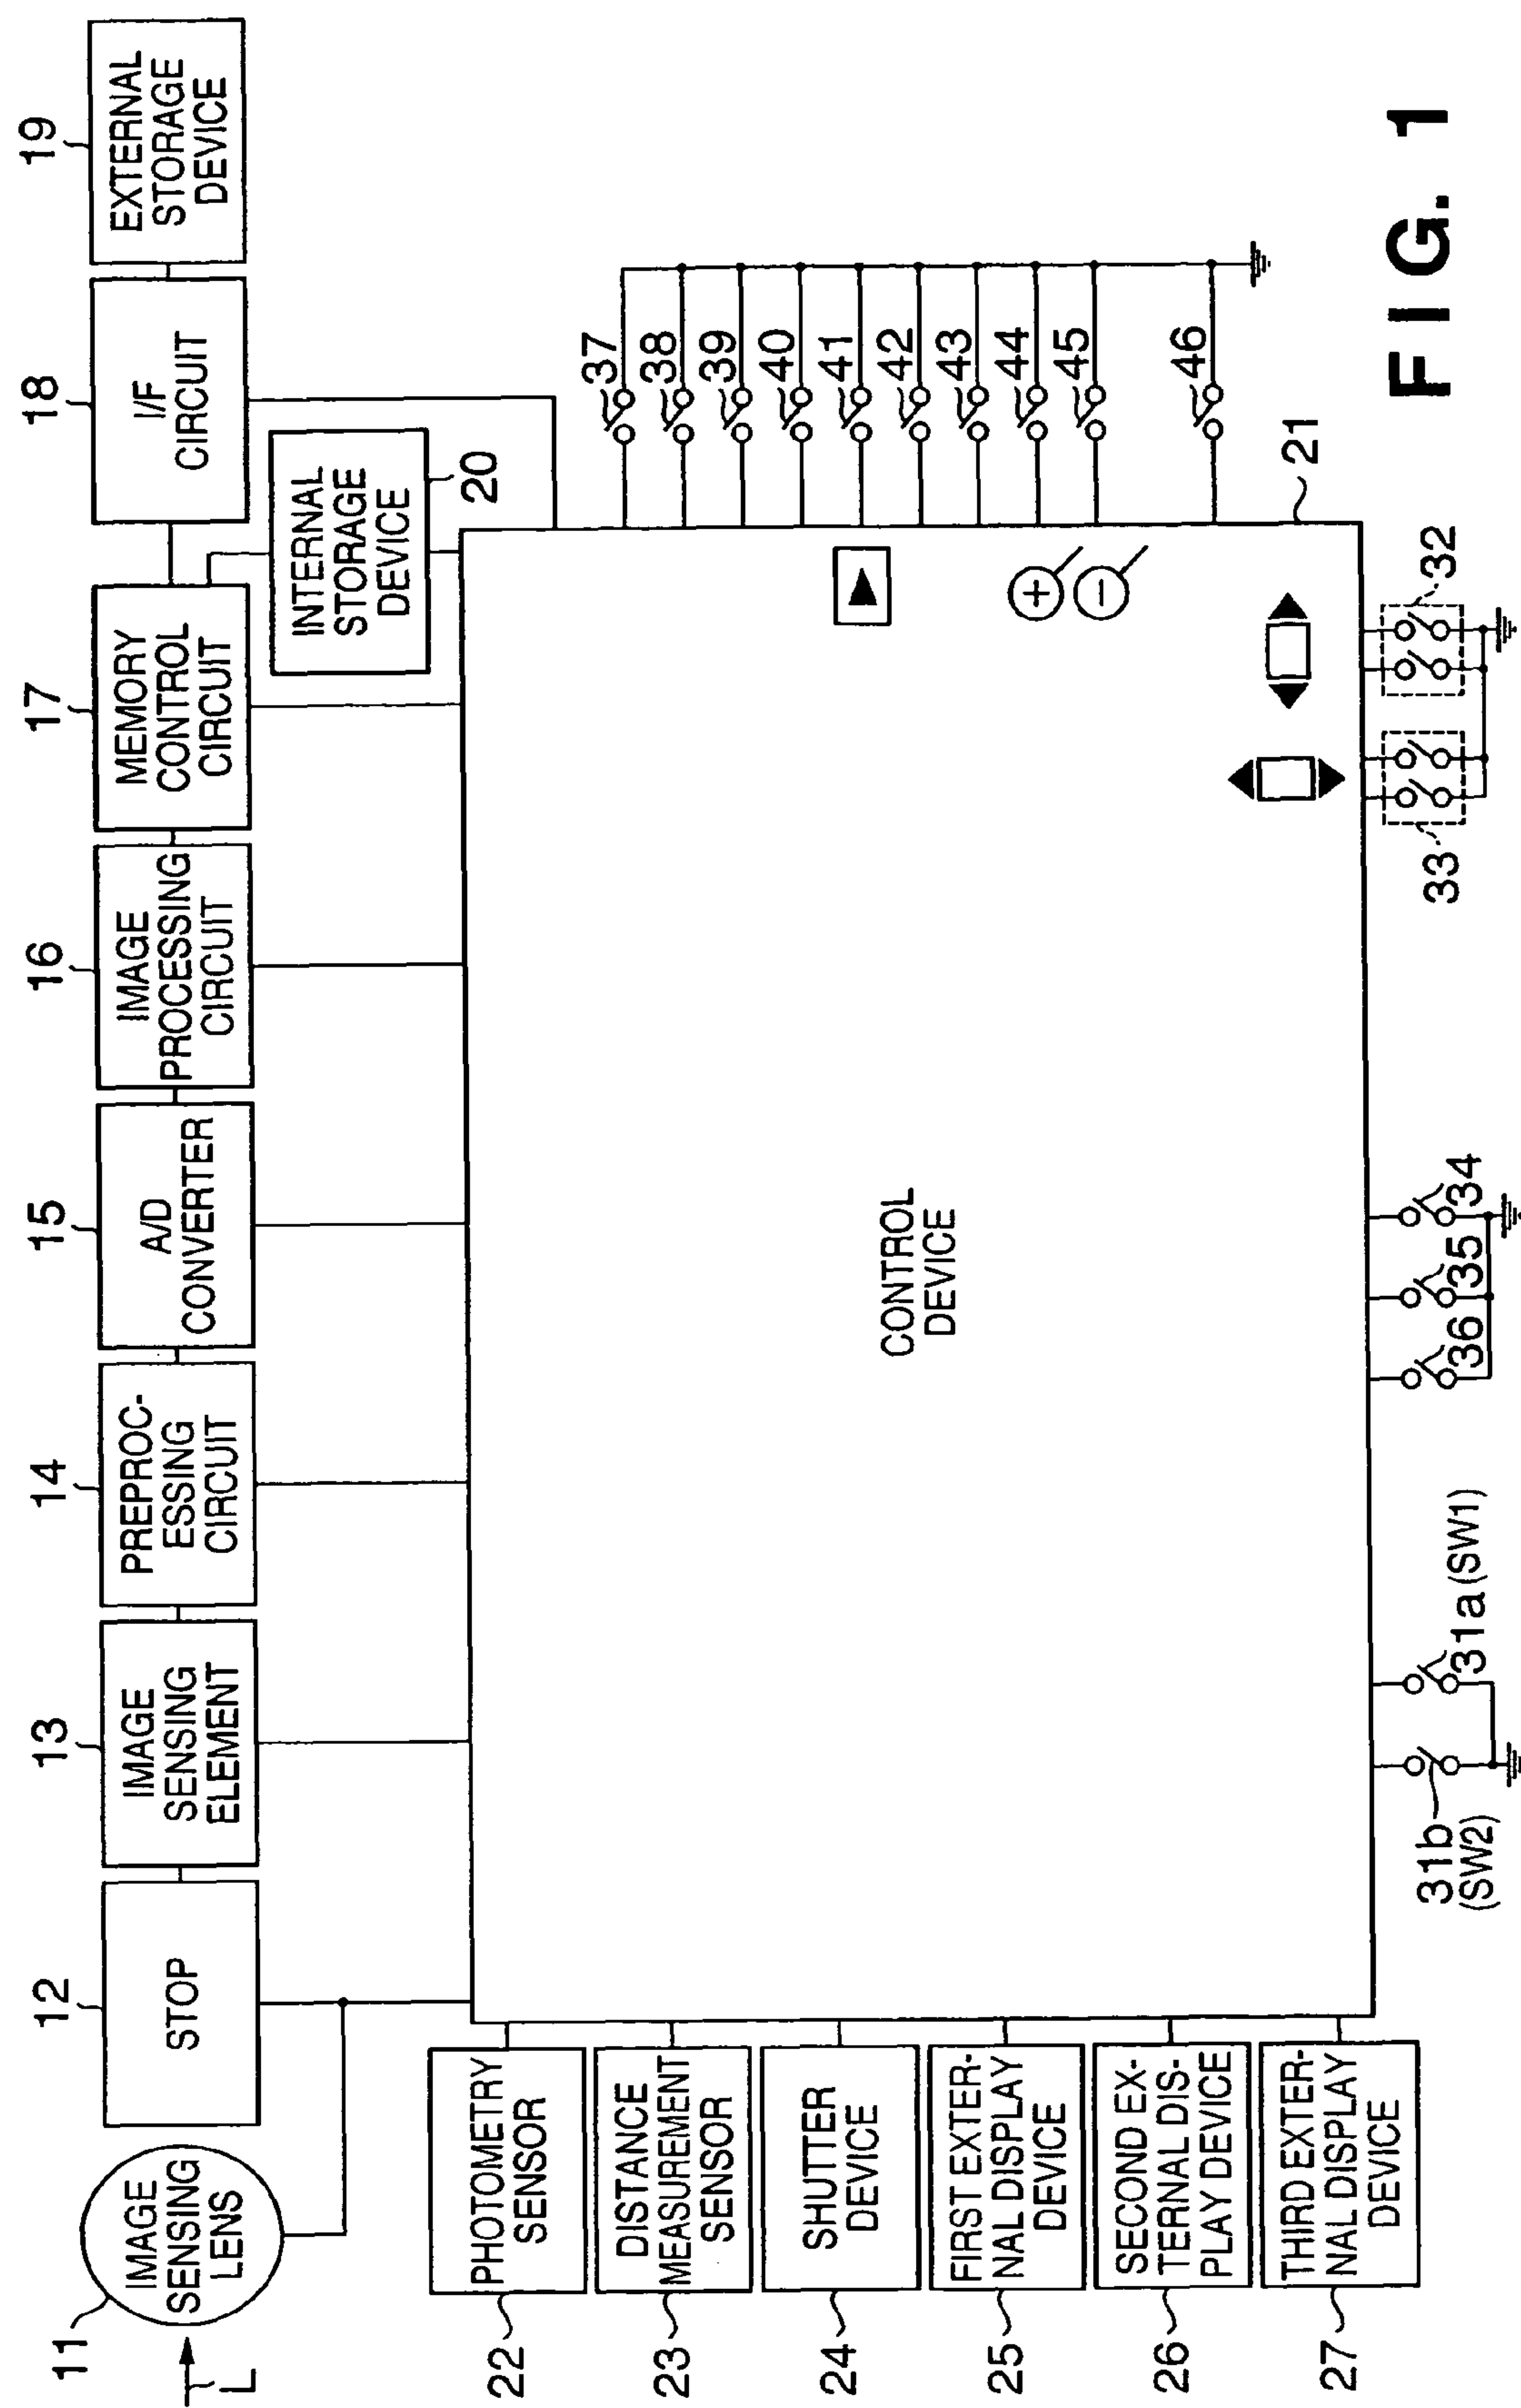 11
L
IMAGE
SENSING
LENS
12
STOP
13
IMAGE
SENSING
ELEMENT
14
PREPROC-
ESSING
CIRCUIT
15
A/D
CONVERTER
16
IMAGE
PROCESSING
CIRCUIT
17
MEMORY
CONTROL
CIRCUIT
18
I/F
CIRCUIT
19
EXTERNAL
STORAGE
DEVICE
INTERNAL
STORAGE
DEVICE
20
22
PHOTOMETRY
SENSOR
23
DISTANCE
MEASUREMENT
SENSOR
24
SHUTTER
DEVICE
25
FIRST EXTER-
NAL DISPLAY
DEVICE
26
SECOND EX-
TERNAL DIS-
PLAY DEVICE
27
THIRD EXTER-
NAL DISPLAY
DEVICE
CONTROL
DEVICE
+
−
37
38
39
40
41
42
43
44
45
46
21
31b
(SW2)
31a (SW1)
36
35
34
33
32
FIG. 1